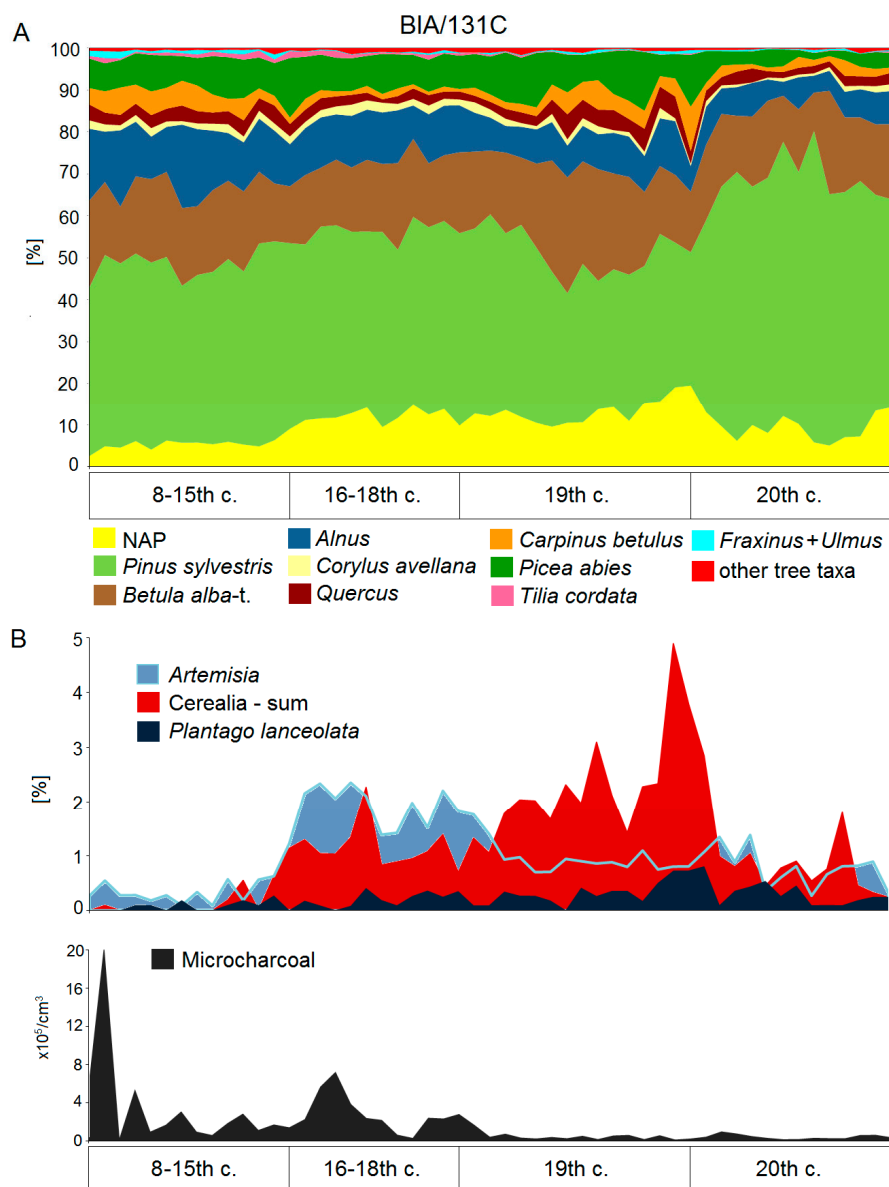 A
BIA/131C
100
90
80
70
60
50
40
30
20
10
0
[%]
8-15th c. 16-18th c. 19th c. 20th c.
NAP Alnus Carpinus betulus Fraxinus+Ulmus
Pinus sylvestris Corylus avellana Picea abies other tree taxa
Betula alba-t. Quercus Tilia cordata
B
5
4
3
2
1
0
[%]
Artemisia
Cerealia - sum
Plantago lanceolata
20
16
12
8
4
0
x10⁵/cm³
Microcharcoal
8-15th c. 16-18th c. 19th c. 20th c.